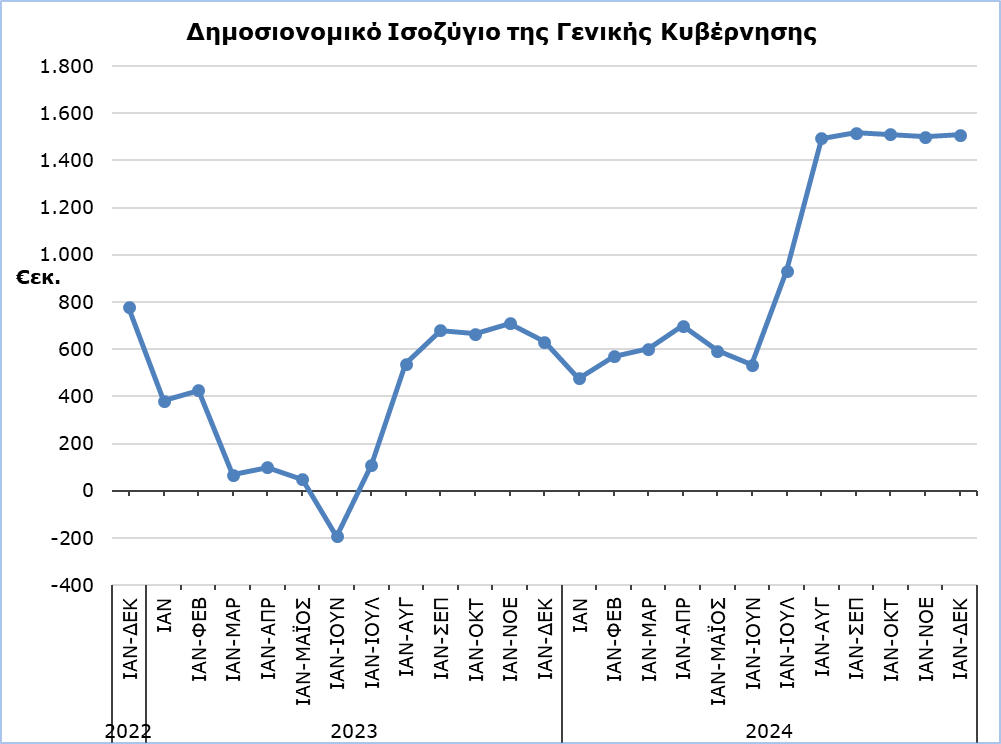 Δημοσιονομικό Ισοζύγιο της Γενικής Κυβέρνησης
1.800
1.600
1.400
1.200
1.000
€εκ.
800
600
400
200
0
-200
-400
ΙΑΝ-ΔΕΚ
ΙΑΝ
ΙΑΝ-ΦΕΒ
ΙΑΝ-ΜΑΡ
ΙΑΝ-ΑΠΡ
ΙΑΝ-ΜΑΪΟΣ
ΙΑΝ-ΙΟΥΝ
ΙΑΝ-ΙΟΥΛ
ΙΑΝ-ΑΥΓ
ΙΑΝ-ΣΕΠ
ΙΑΝ-ΟΚΤ
ΙΑΝ-ΝΟΕ
ΙΑΝ-ΔΕΚ
ΙΑΝ
ΙΑΝ-ΦΕΒ
ΙΑΝ-ΜΑΡ
ΙΑΝ-ΑΠΡ
ΙΑΝ-ΜΑΪΟΣ
ΙΑΝ-ΙΟΥΝ
ΙΑΝ-ΙΟΥΛ
ΙΑΝ-ΑΥΓ
ΙΑΝ-ΣΕΠ
ΙΑΝ-ΟΚΤ
ΙΑΝ-ΝΟΕ
ΙΑΝ-ΔΕΚ
2022
2023
2024